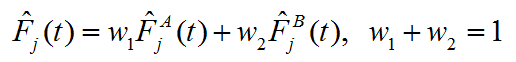 F̂_j(t) = w_1 F̂_j^A(t) + w_2 F̂_j^B(t),  w_1 + w_2 = 1